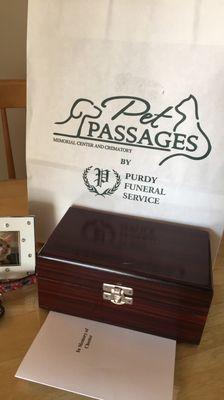 Pet
PASSAGES
MEMORIAL CENTER AND CREMATORY
BY
P
PURDY
FUNERAL
SERVICE
In Memory of